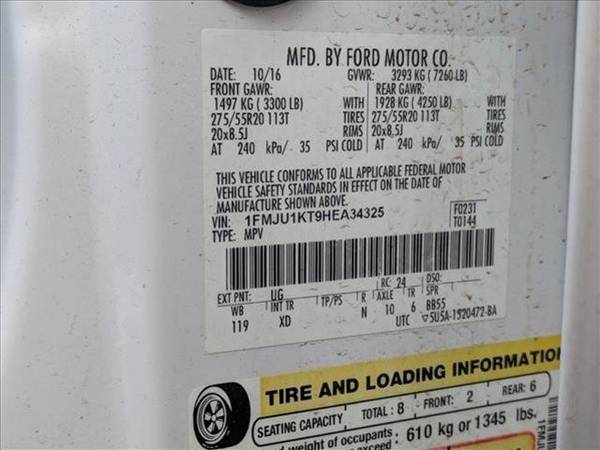 MFD. BY FORD MOTOR CO.
DATE: 10/16 GVWR: 3293 KG ( 7260 LB)
FRONT GAWR: REAR GAWR:
1497 KG ( 3300 LB) WITH 1928 KG ( 4250 LB) WITH
275/55R20 113T TIRES 275/55R20 113T TIRES
20x8.5J RIMS 20x8.5J RIMS
AT 240 kPa/ 35 PSI COLD AT 240 kPa/ 35 PSI COLD
THIS VEHICLE CONFORMS TO ALL APPLICABLE FEDERAL MOTOR
VEHICLE SAFETY STANDARDS IN EFFECT ON THE DATE OF
MANUFACTURE SHOWN ABOVE.
VIN: 1FMJU1KT9HEA34325 F0231
TYPE: MPV T0144
EXT PNT: UG RC: 24 DSO:
WB INT TR TP/PS R AXLE TR SPR
119 XD N 10 6 BB55
UTC ▽5U5A-1520472-BA
TIRE AND LOADING INFORMATION
SEATING CAPACITY TOTAL : 8 FRONT: 2 REAR: 6
weight of occupants : 610 kg or 1345 lbs.
exceed